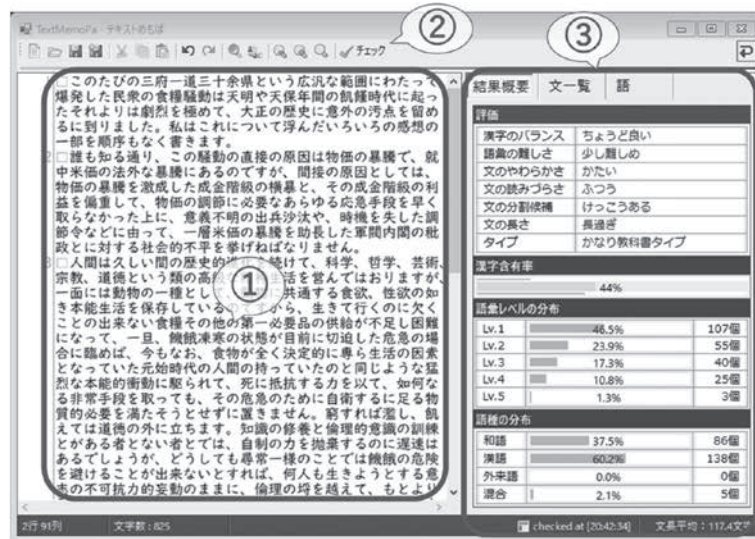 TextMemoPa - テキストめもぱ
チェック
②
③
このたびの三府一道三十余県という広汎な範囲にわたって
爆発した民衆の食糧騒動は天明や天保年間の飢饉時代に起っ
たそれよりは劇烈を極めて、大正の歴史に意外の汚点を留め
るに到りました。私はこれについて浮んだいろいろの感想の
一部を順序もなく書きます。
2 誰も知る通り、この騒動の直接の原因は物価の暴騰で、就
中米価の法外な暴騰にあるのですが、間接の原因としては、
物価の暴騰を激成した成金階級の横暴と、その成金階級の利
益を偏重して、物価の調節に必要なあらゆる応急手段を早く
取らなかった上に、意義不明の出兵沙汰や、時機を失した調
節令などに由って、一層米価の暴騰を助長した軍閥内閣の秕
政とに対する社会的不平を挙げねばなりません。
3 人間は久しい間の歴史的進化を続けて、科学、哲学、芸術、
宗教、道徳という類の高 生活を営んではおりますが、
一面には動物の一種とし 共通する食欲、性欲の如
き本能生活を保存している から、生きて行くのに欠く
ことの出来ない食糧その他の第一必要品の供給が不足し困難
になって、一旦、饑餓凍寒の状態が目前に切迫した危急の場
合に臨めば、今もなお、食物が全く決定的に専ら生活の因素
となっていた元始時代の人間の持っていたのと同じような猛
烈な本能的衝動に駆られて、死に抵抗する力を以て、如何な
る非常手段を取っても、その危急のために自衛するに足る物
質的必要を満たそうとせずに置きません。窮すれば濫し、飢
えては道徳の外に立ちます。知識の修養と倫理的意識の訓練
とがある者とない者とでは、自制の力を抛棄するのに遅速は
あるでしょうが、どうしても尋常一様のことでは饑餓の危険
を避けることが出来ないとすれば、何人も生きようとする意
志の不可抗力的妄動のままに、倫理の埒を越えて、もとより
①
結果概要 文一覧 語
評価
漢字のバランス ちょうど良い
語彙の難しさ 少し難しめ
文のやわらかさ かたい
文の読みづらさ ふつう
文の分割候補 けっこうある
文の長さ 長過ぎ
タイプ かなり教科書タイプ
漢字含有率
44%
語彙レベルの分布
Lv.1 46.5% 107個
Lv.2 23.9% 55個
Lv.3 17.3% 40個
Lv.4 10.8% 25個
Lv.5 1.3% 3個
語種の分布
和語 37.5% 86個
漢語 60.2% 138個
外来語 0.0% 0個
混合 2.1% 5個
2行 91列 文字数:825
checked at [20:42:34] 文長平均:117.4文字